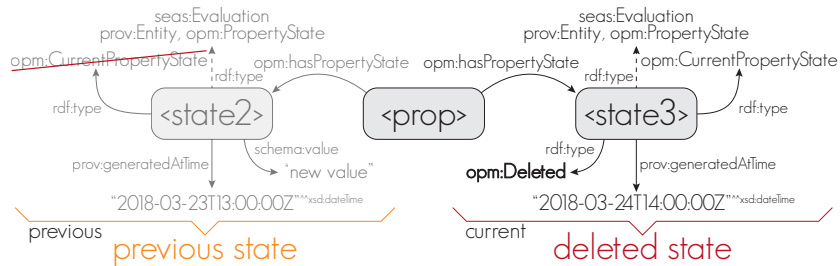 seas:Evaluation
prov:Entity, opm:PropertyState
opm:CurrentPropertyState
rdf:type
opm:hasPropertyState
rdf:type
<state2>
schema:value
prov:generatedAtTime
"new value"
"2018-03-23T13:00:00Z"^^xsd:dateTime
previous
previous state
<prop>
opm:hasPropertyState
seas:Evaluation
prov:Entity, opm:PropertyState
opm:CurrentPropertyState
rdf:type
rdf:type
<state3>
rdf:type
opm:Deleted
prov:generatedAtTime
"2018-03-24T14:00:00Z"^^xsd:dateTime
current
deleted state